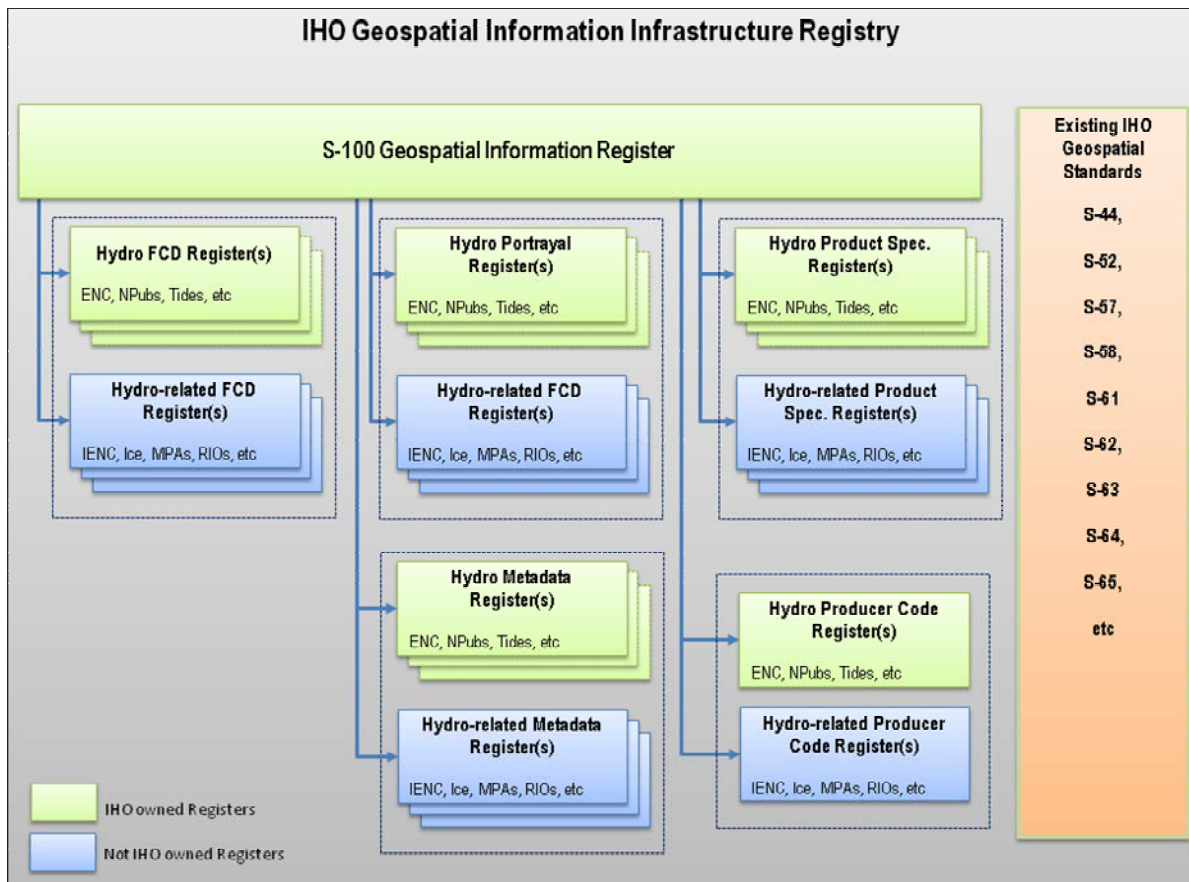 IHO Geospatial Information Infrastructure Registry
S-100 Geospatial Information Register
Hydro FCD Register(s)
ENC, NPubs, Tides, etc
Hydro-related FCD
Register(s)
IENC, Ice, MPAs, RIOs, etc
Hydro Portrayal
Register(s)
ENC, NPubs, Tides, etc
Hydro-related FCD
Register(s)
IENC, Ice, MPAs, RIOs, etc
Hydro Product Spec.
Register(s)
ENC, NPubs, Tides, etc
Hydro-related Product
Spec. Register(s)
IENC, Ice, MPAs, RIOs, etc
Hydro Metadata
Register(s)
ENC, NPubs, Tides, etc
Hydro-related Metadata
Register(s)
IENC, Ice, MPAs, RIOs, etc
Hydro Producer Code
Register(s)
ENC, NPubs, Tides, etc
Hydro-related Producer
Code Register(s)
IENC, Ice, MPAs, RIOs, etc
Existing IHO
Geospatial
Standards
S-44,
S-52,
S-57,
S-58,
S-61
S-62,
S-63
S-64,
S-65,
etc
IHO owned Registers
Not IHO owned Registers